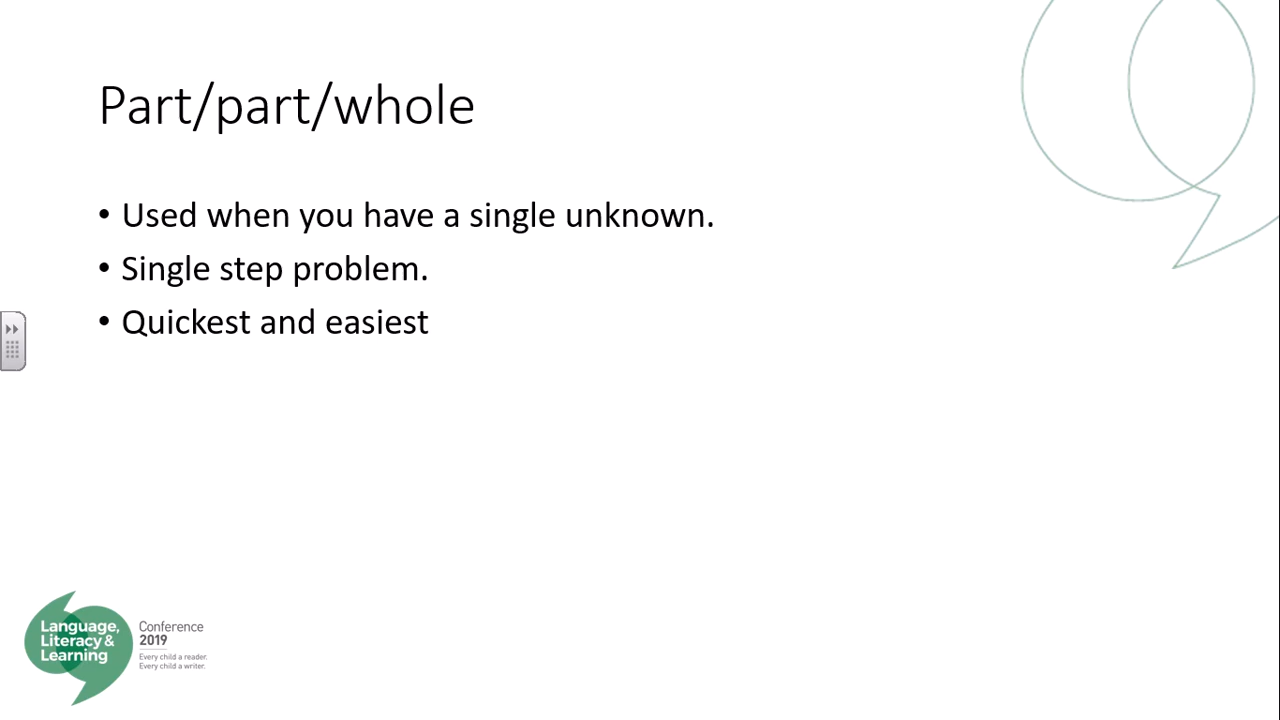 Part/part/whole
• Used when you have a single unknown.
• Single step problem.
• Quickest and easiest
Language,
Literacy &
Learning
Conference
2019
Every child a reader.
Every child a writer.